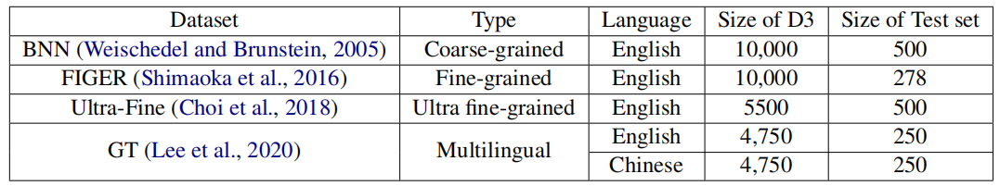 Dataset Type Language Size of D3 Size of Test set
BNN (Weischedel and Brunstein, 2005) Coarse-grained English 10,000 500
FIGER (Shimaoka et al., 2016) Fine-grained English 10,000 278
Ultra-Fine (Choi et al., 2018) Ultra fine-grained English 5500 500
GT (Lee et al., 2020) Multilingual English 4,750 250
Chinese 4,750 250